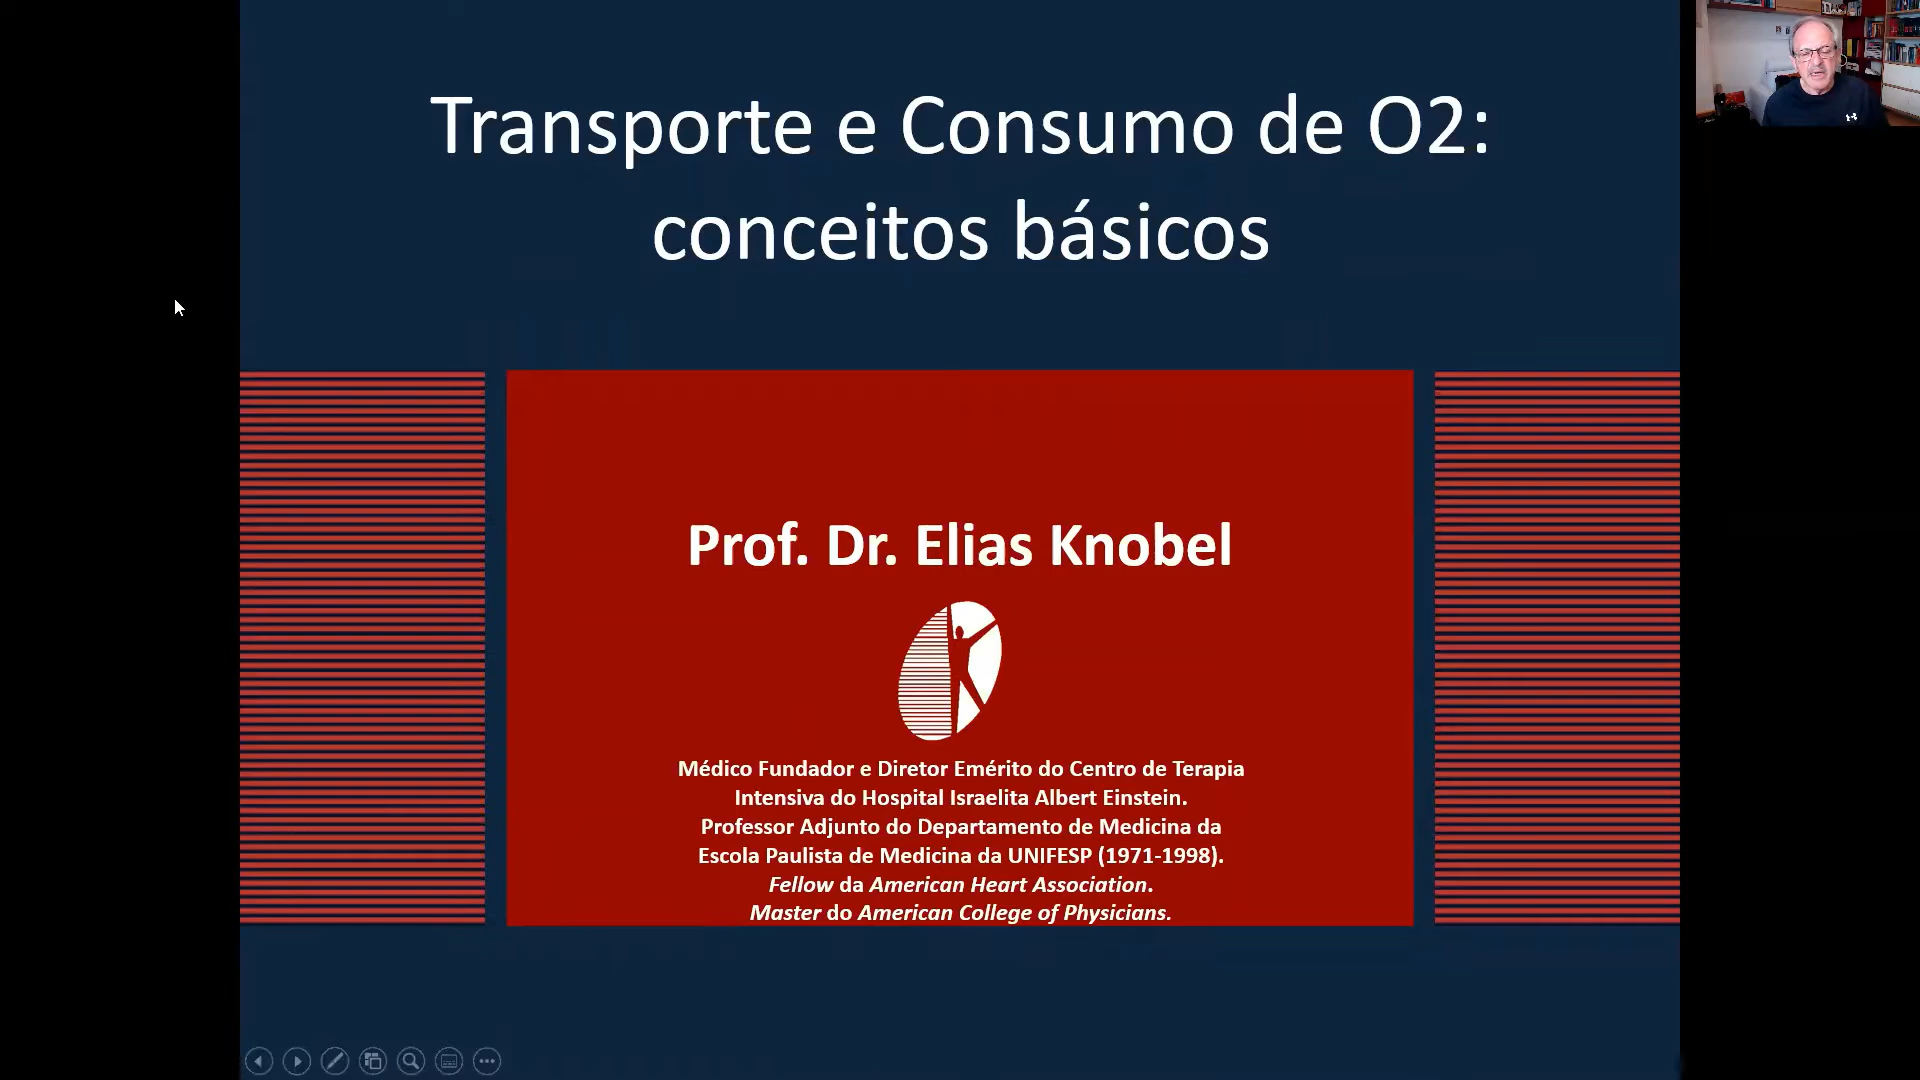 Transporte e Consumo de O2:
conceitos básicos
Prof. Dr. Elias Knobel
Médico Fundador e Diretor Emérito do Centro de Terapia
Intensiva do Hospital Israelita Albert Einstein.
Professor Adjunto do Departamento de Medicina da
Escola Paulista de Medicina da UNIFESP (1971-1998).
Fellow da American Heart Association.
Master do American College of Physicians.